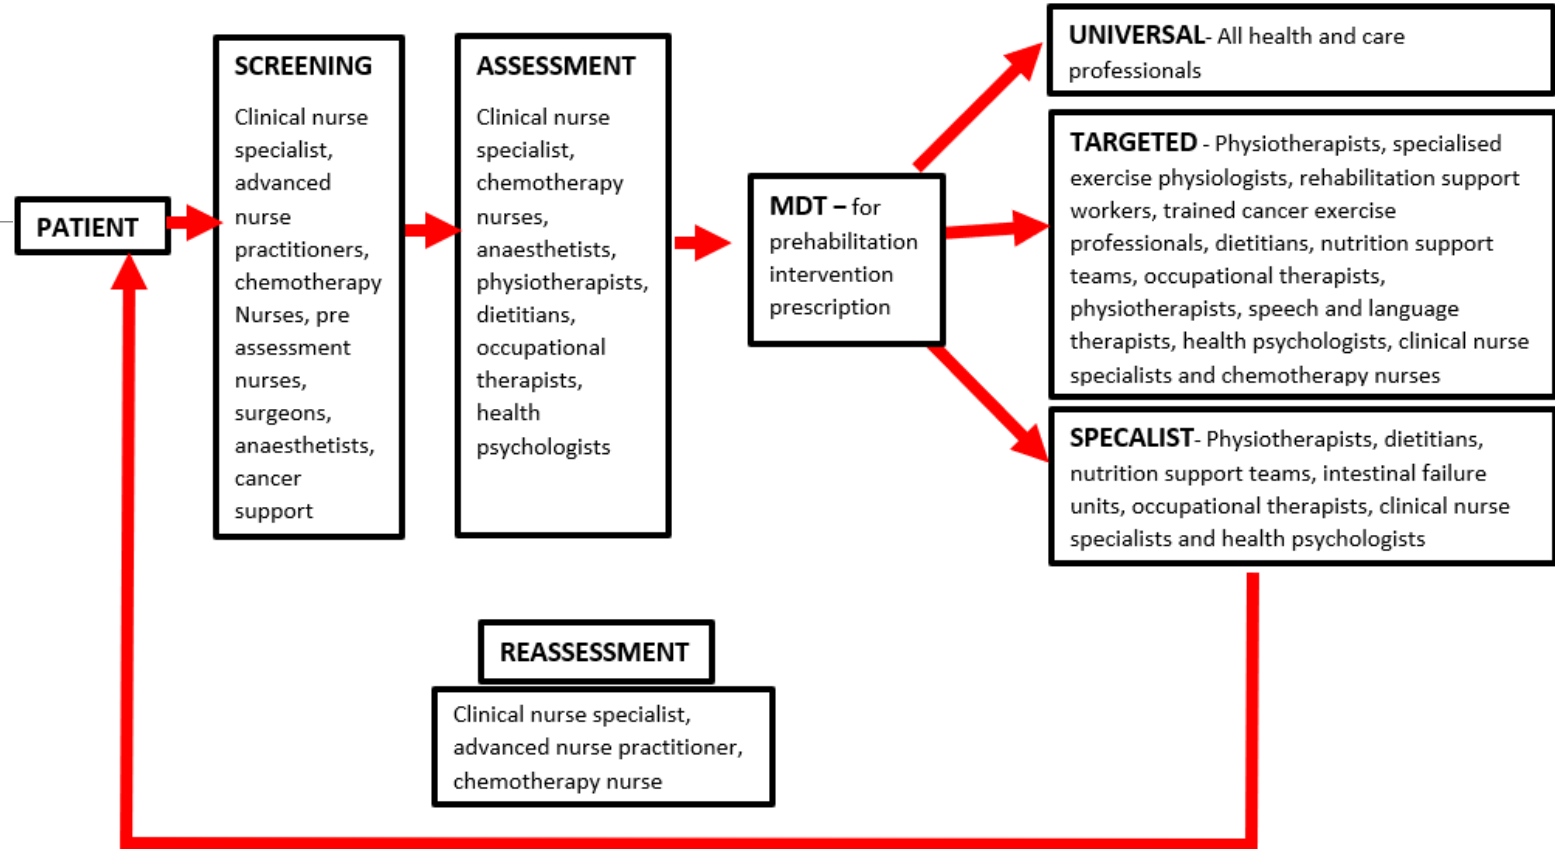 PATIENT
SCREENING
Clinical nurse
specialist,
advanced
nurse
practitioners,
chemotherapy
Nurses, pre
assessment
nurses,
surgeons,
anaesthetists,
cancer
support
ASSESSMENT
Clinical nurse
specialist,
chemotherapy
nurses,
anaesthetists,
physiotherapists,
dietitians,
occupational
therapists,
health
psychologists
MDT – for
prehabilitation
intervention
prescription
UNIVERSAL- All health and care
professionals
TARGETED - Physiotherapists, specialised
exercise physiologists, rehabilitation support
workers, trained cancer exercise
professionals, dietitians, nutrition support
teams, occupational therapists,
physiotherapists, speech and language
therapists, health psychologists, clinical nurse
specialists and chemotherapy nurses
SPECALIST- Physiotherapists, dietitians,
nutrition support teams, intestinal failure
units, occupational therapists, clinical nurse
specialists and health psychologists
REASSESSMENT
Clinical nurse specialist,
advanced nurse practitioner,
chemotherapy nurse